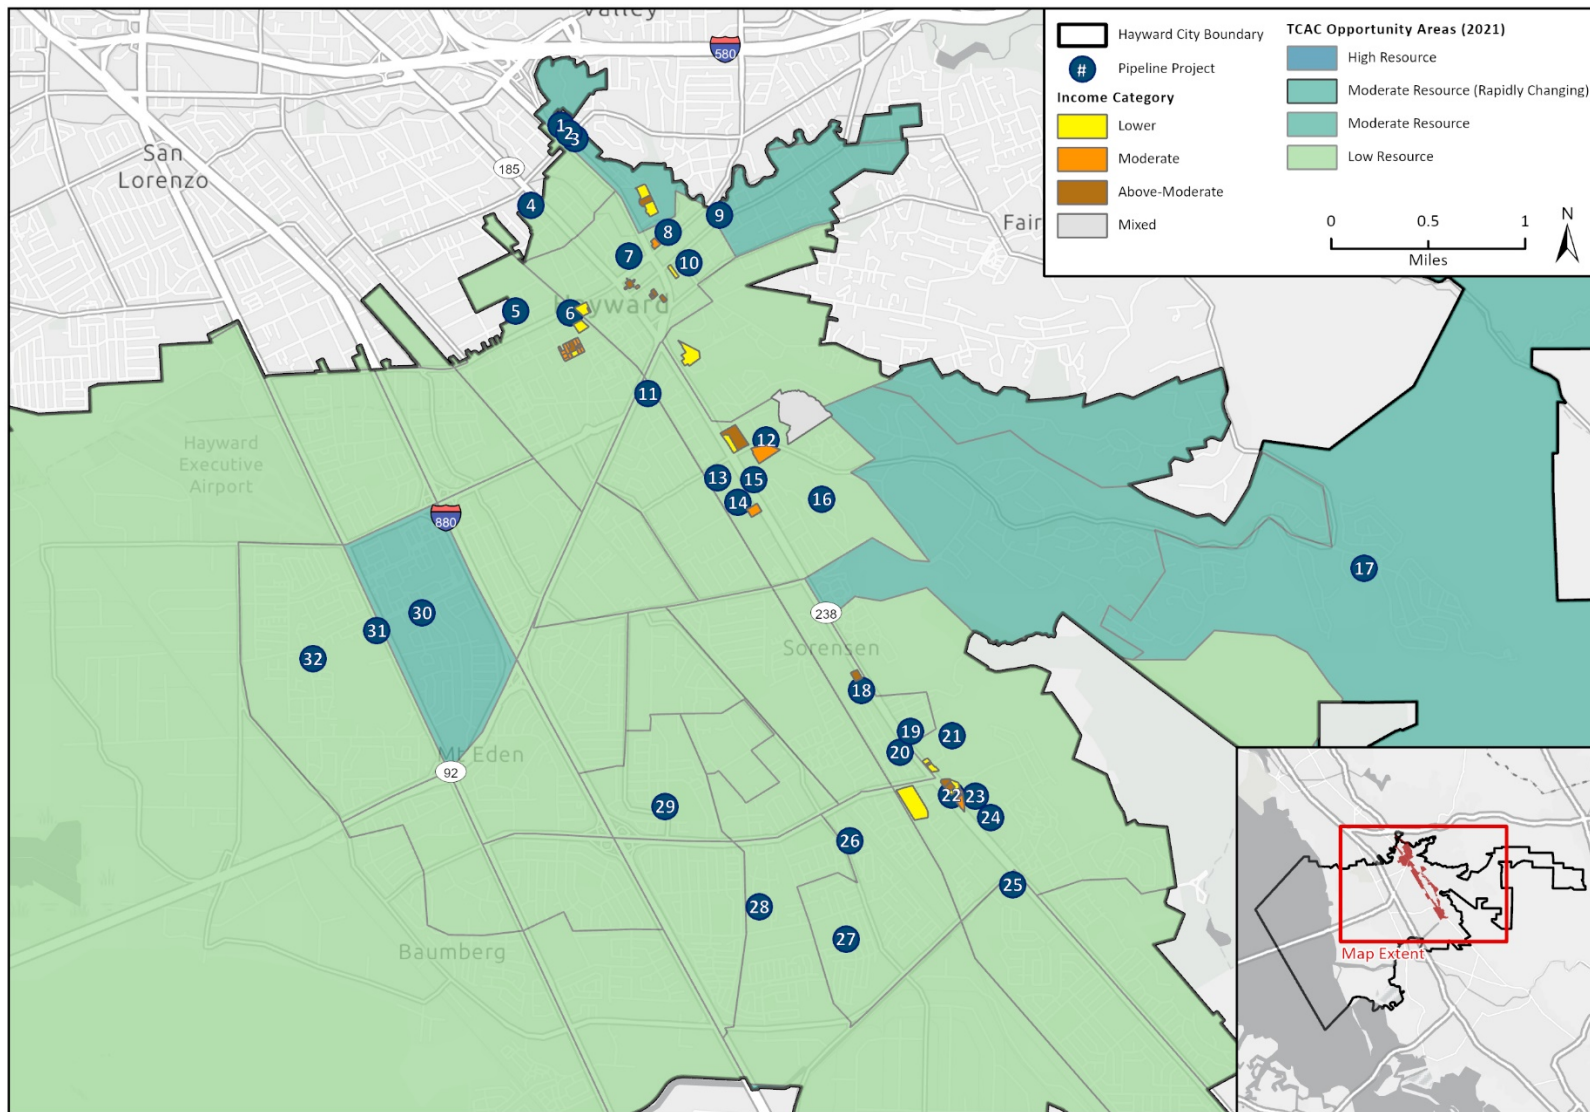 Valley
580
San
Lorenzo
185
Fair
Hayward
Hayward
Executive
Airport
880
238
Sorensen
Mt Eden
92
Baumberg
1
2
3
4
5
6
7
8
9
10
11
12
13
14
15
16
17
18
19
20
21
22
23
24
25
26
27
28
29
30
31
32
Hayward City Boundary
# Pipeline Project
Income Category
Lower
Moderate
Above-Moderate
Mixed
TCAC Opportunity Areas (2021)
High Resource
Moderate Resource (Rapidly Changing)
Moderate Resource
Low Resource
0 0.5 1
Miles
N
Map Extent